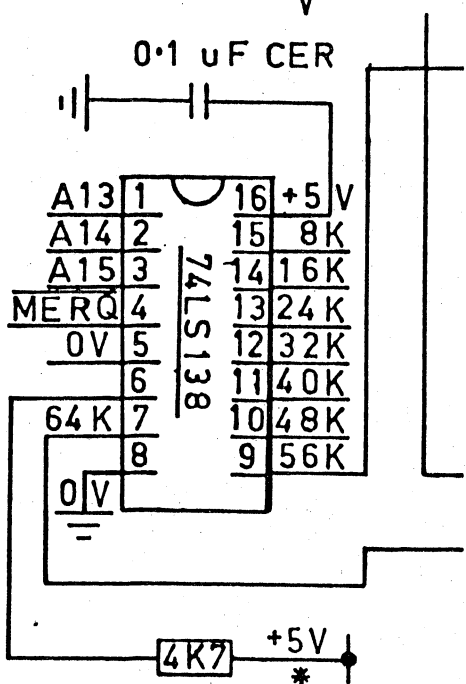 0.1 uF CER
A13 1 16 +5 V
A14 2 15 8K
A15 3 14 16K
MERQ 4 13 24K
0V 5 12 32K
6 11 40K
64K 7 10 48K
8 9 56K
74LS138
0V
4K7 +5V
*